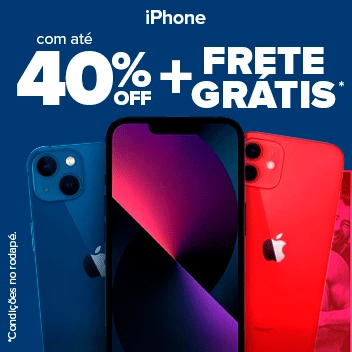 iPhone
com até
40% OFF
+
FRETE
GRÁTIS*
*Condições no rodapé.